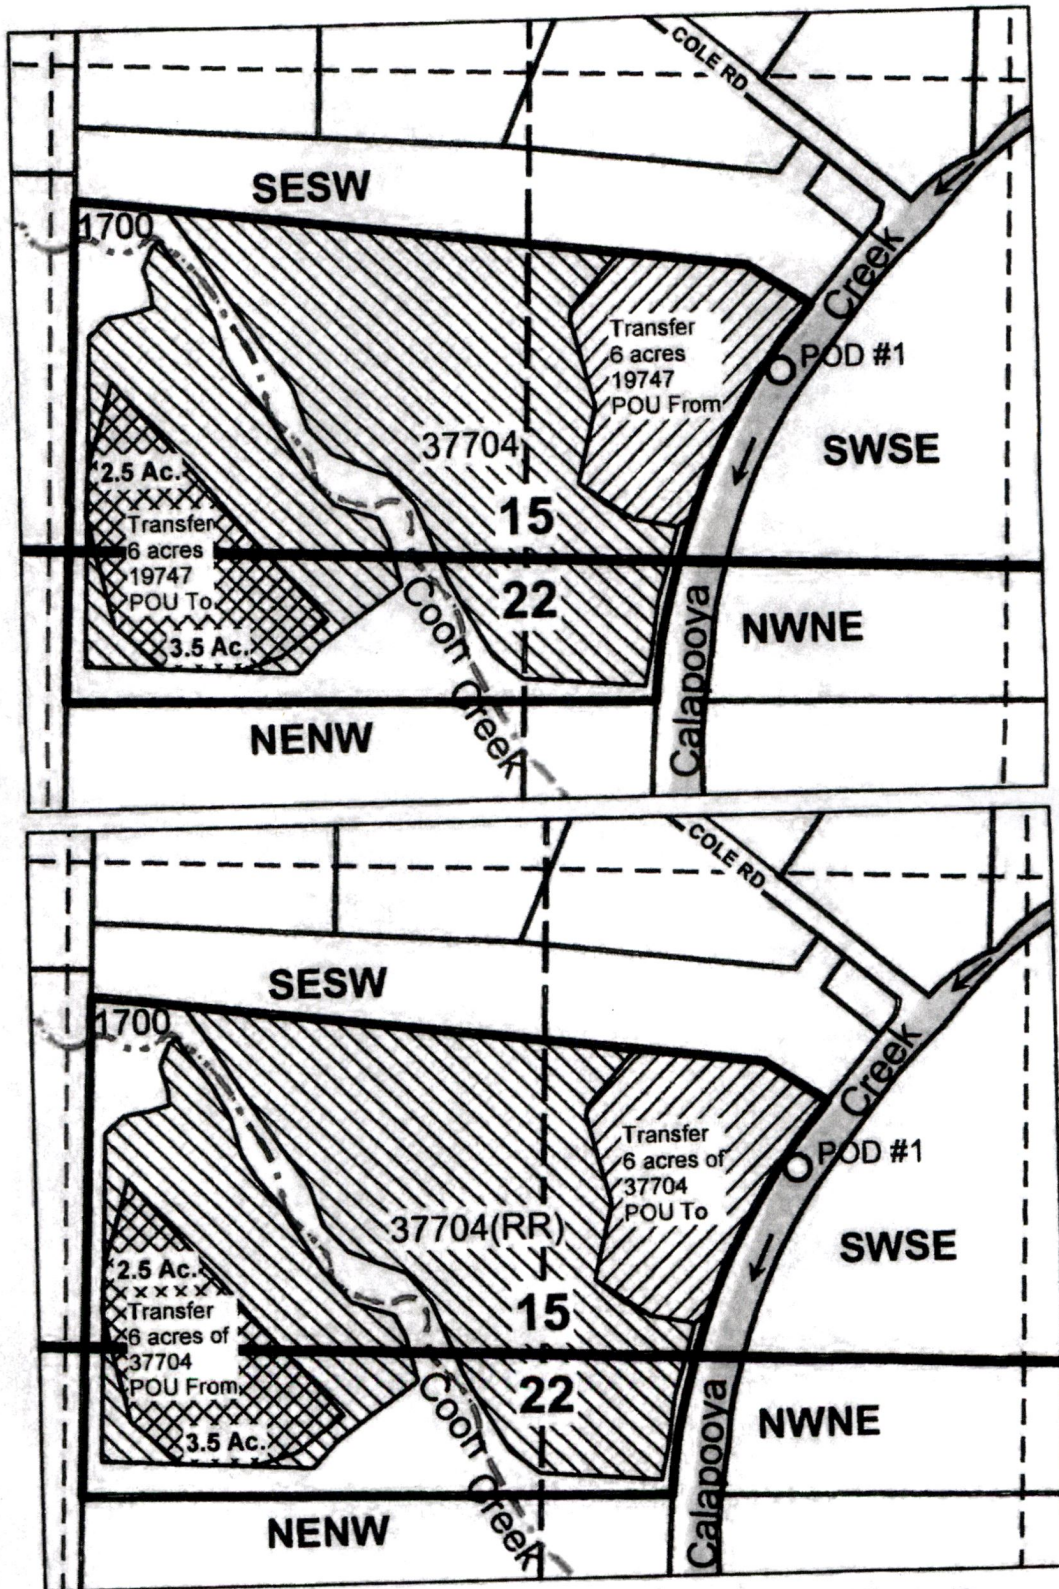 COLE RD
SESW
1700
Creek
Transfer
6 acres
19747
POU From
POD #1
37704
SWSE
2.5 Ac.
15
Transfer
6 acres
19747
POU To
22
3.5 Ac.
Coon Creek
NWNE
Calapooya
NENW
COLE RD
SESW
1700
Creek
Transfer
6 acres of
37704
POU To
POD #1
37704(RR)
SWSE
2.5 Ac.
15
Transfer
6 acres of
37704
POU From
22
3.5 Ac.
Coon Creek
NWNE
Calapooya
NENW